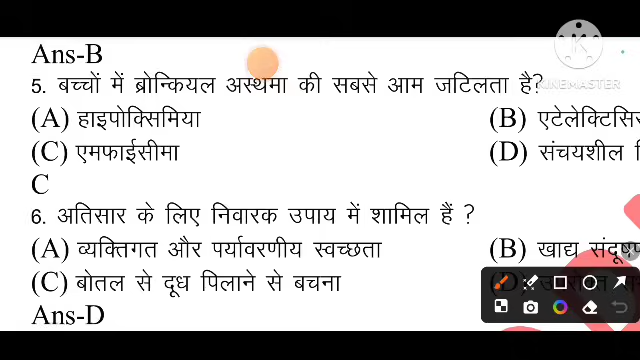 Ans-B
KINEMASTER
5. बच्चों में ब्रोन्कियल अस्थमा की सबसे आम जटिलता है?
(A) हाइपोक्सिमिया (B) एटेलेक्टिसिस
(C) एमफाईसीमा (D) संचयशील
C
6. अतिसार के लिए निवारक उपाय में शामिल हैं ?
(A) व्यक्तिगत और पर्यावरणीय स्वच्छता (B) खाद्य
(C) बोतल से दूध पिलाने से बचना (D)
Ans-D